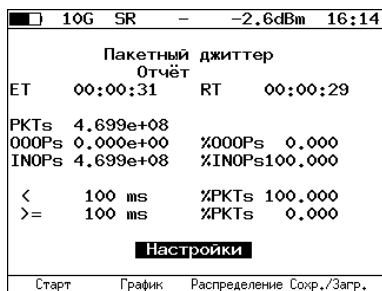 10G SR - -2.6dBm 16:14
Пакетный джиттер
Отчёт
ET 00:00:31 RT 00:00:29
PKTs 4.699e+08
OOOPs 0.000e+00 %OOOPs 0.000
INOPs 4.699e+08 %INOPs100.000
< 100 ms %PKTs 100.000
>= 100 ms %PKTs 0.000
Настройки
Старт График Распределение Сохр./Загр.